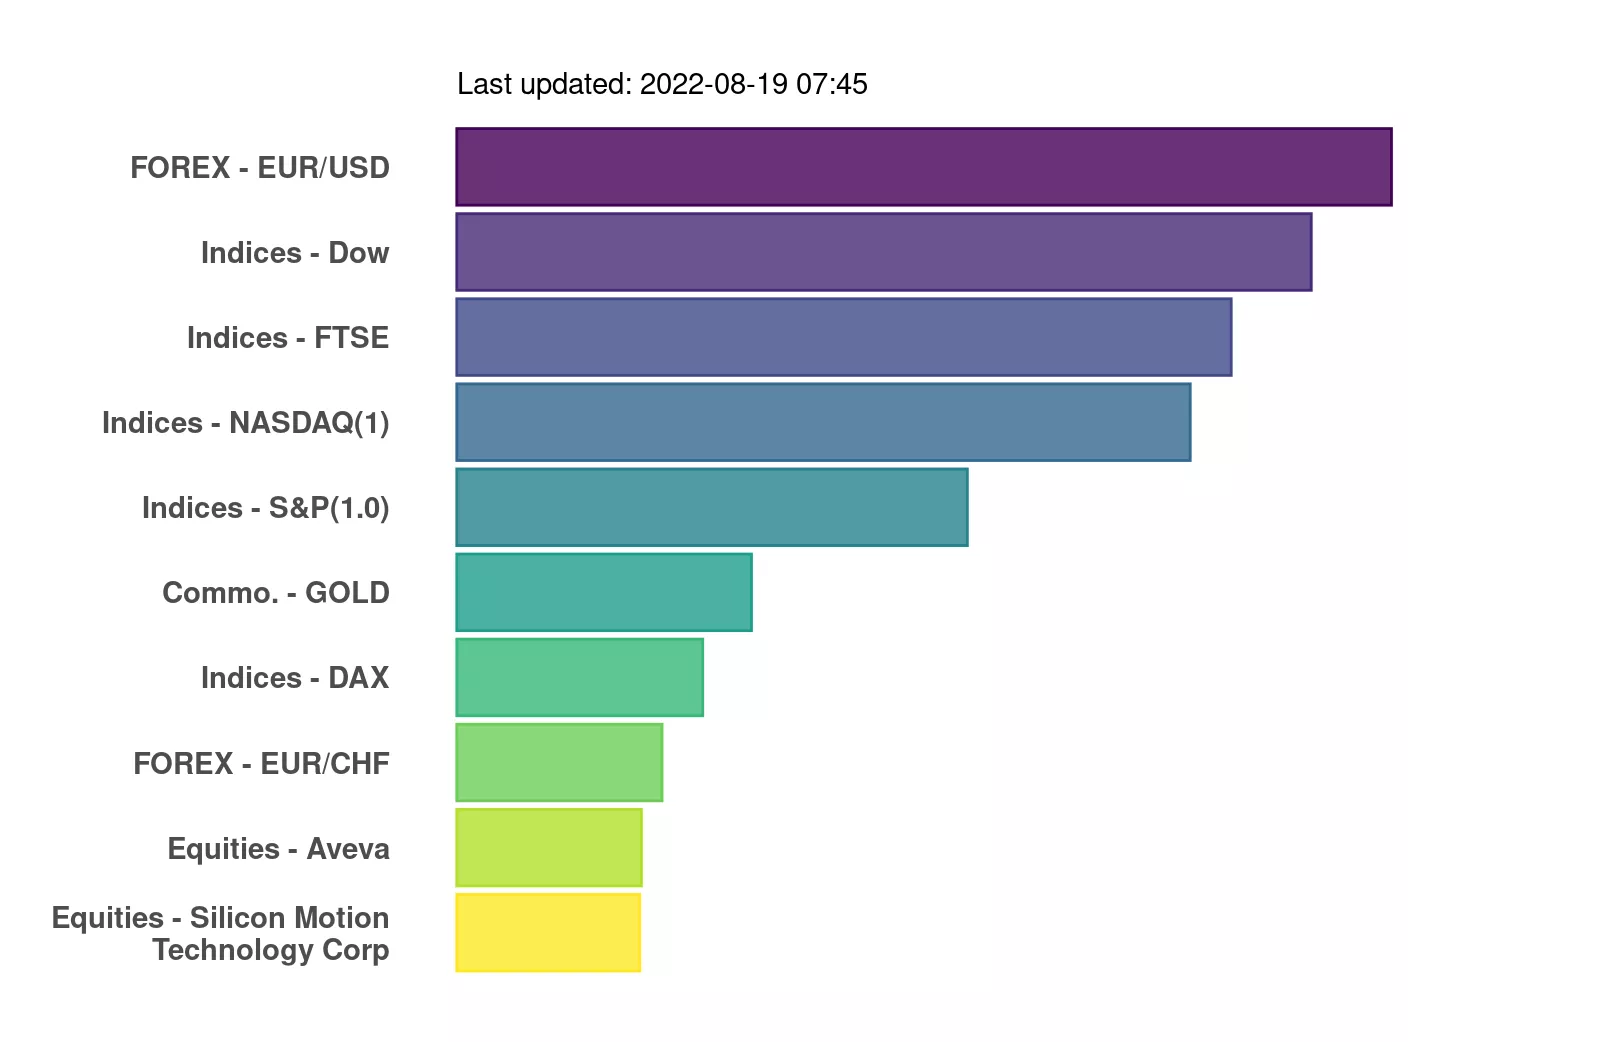 Last updated: 2022-08-19 07:45
FOREX - EUR/USD
Indices - Dow
Indices - FTSE
Indices - NASDAQ(1)
Indices - S&P(1.0)
Commo. - GOLD
Indices - DAX
FOREX - EUR/CHF
Equities - Aveva
Equities - Silicon Motion
Technology Corp